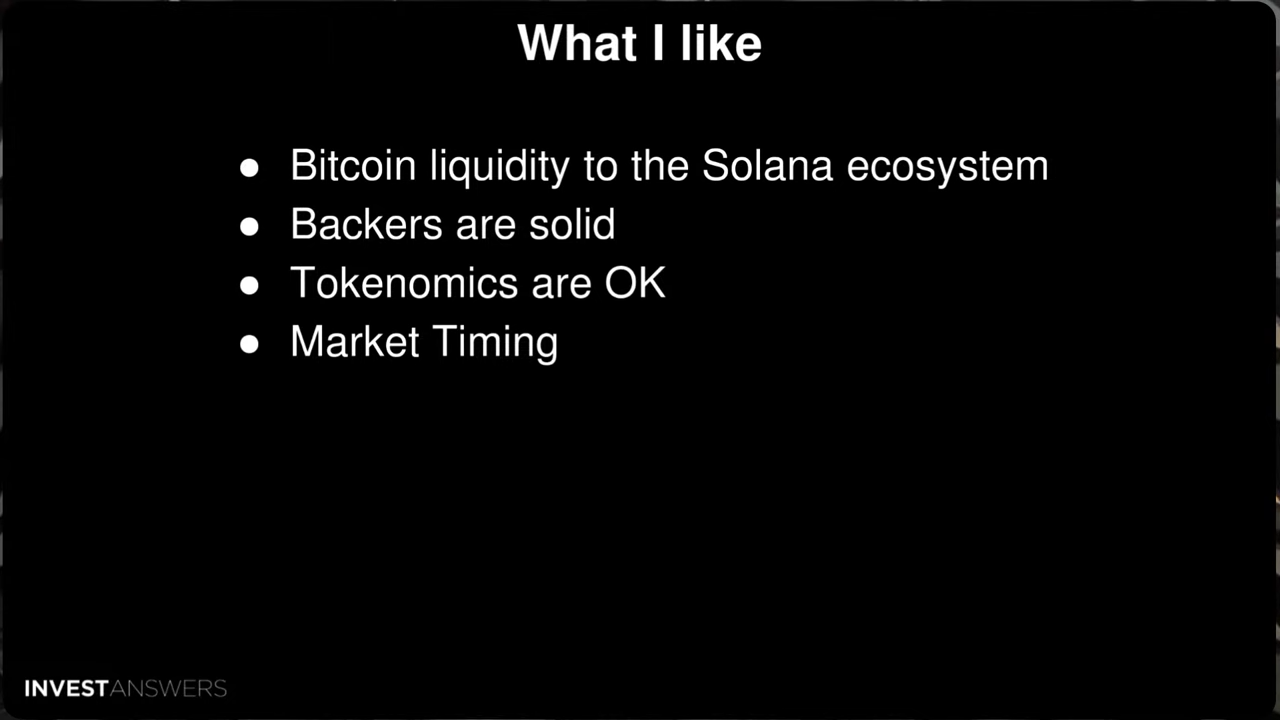 What I like
● Bitcoin liquidity to the Solana ecosystem
● Backers are solid
● Tokenomics are OK
● Market Timing
INVESTANSWERS